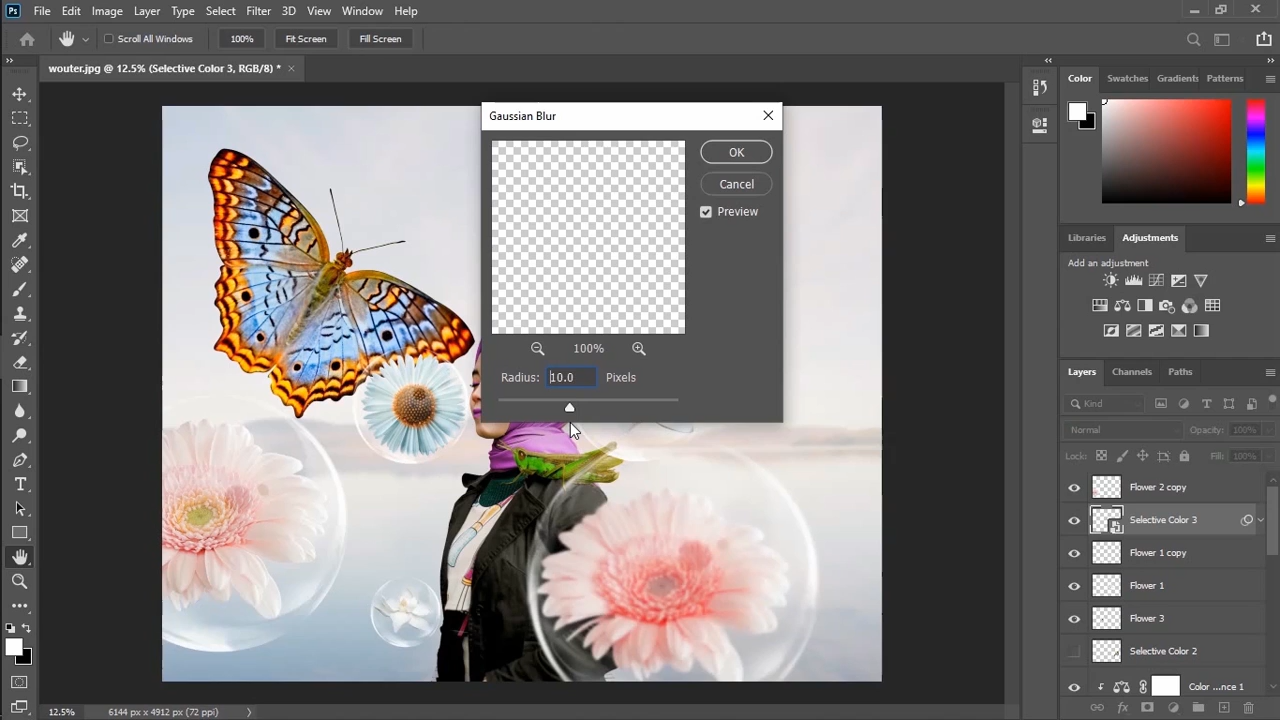 Ps File Edit Image Layer Type Select Filter 3D View Window Help
Scroll All Windows 100% Fit Screen Fill Screen
wouter.jpg @ 12.5% (Selective Color 3, RGB/8) * ×
Gaussian Blur
OK
Cancel
Preview
100%
Radius: 10.0 Pixels
Color Swatches Gradients Patterns
Libraries Adjustments
Add an adjustment
Layers Channels Paths
Kind
Normal Opacity: 100%
Lock: Fill: 100%
Flower 2 copy
Selective Color 3
Flower 1 copy
Flower 1
Flower 3
Selective Color 2
Color ...nce 1
12.5% 6144 px x 4912 px (72 ppi)